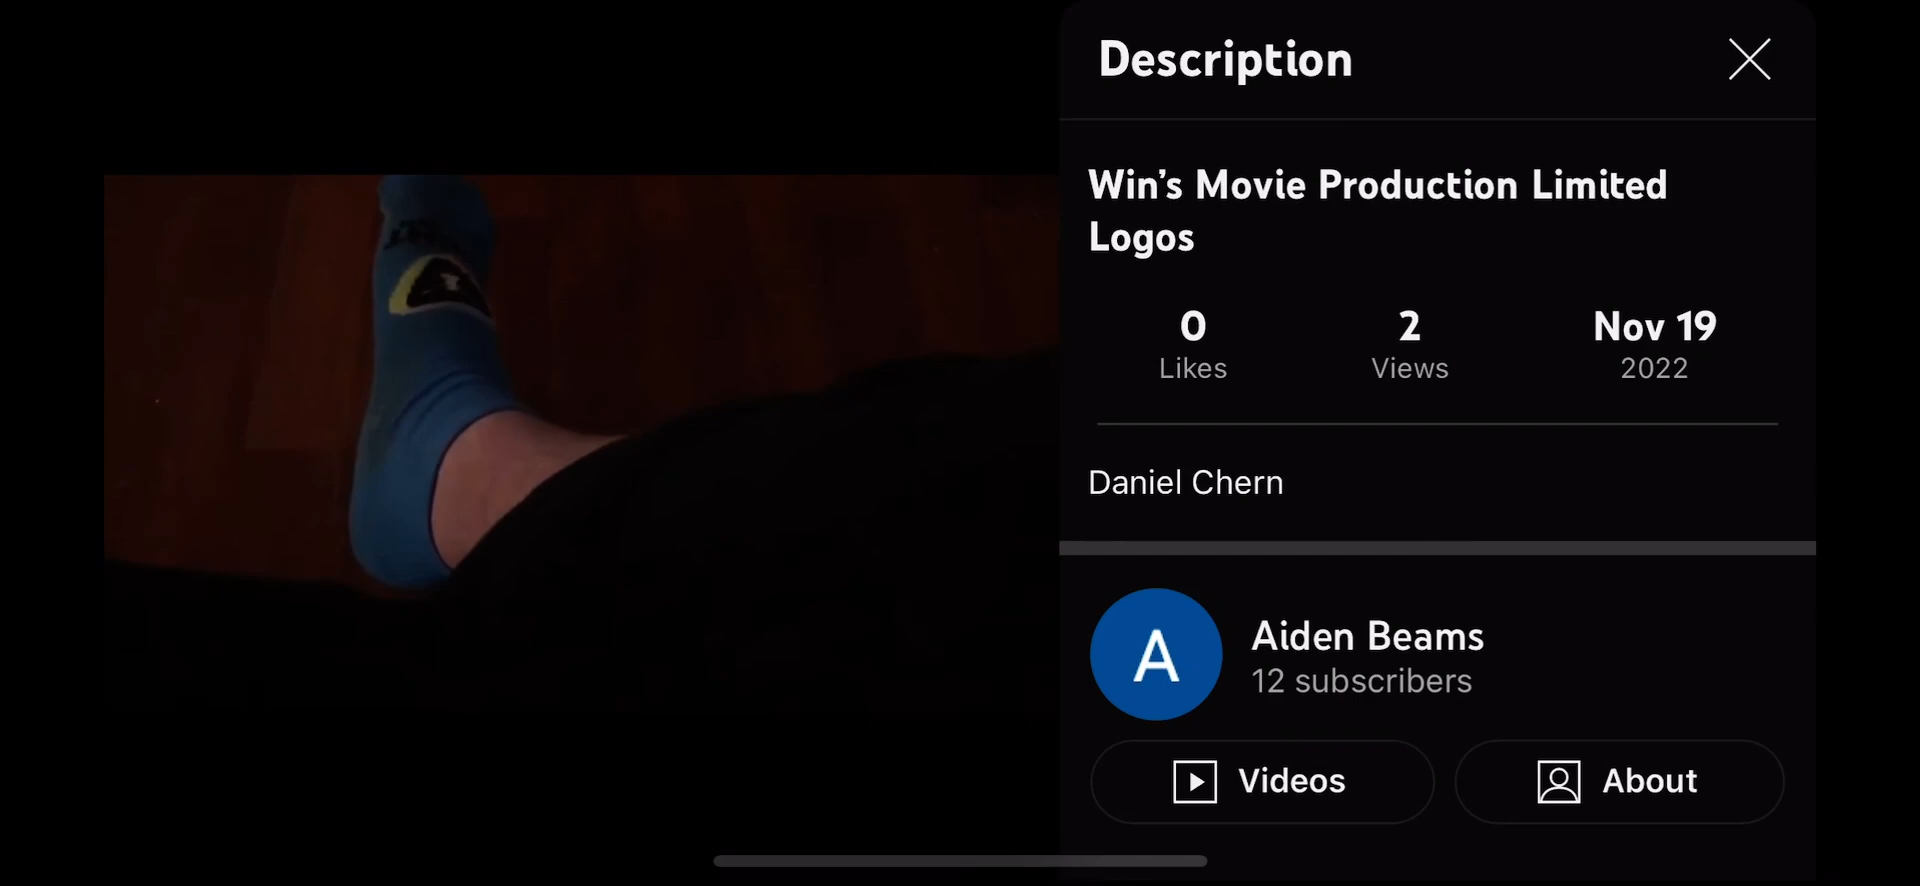 Description
Win's Movie Production Limited
Logos
0
Likes
2
Views
Nov 19
2022
Daniel Chern
A
Aiden Beams
12 subscribers
Videos
About